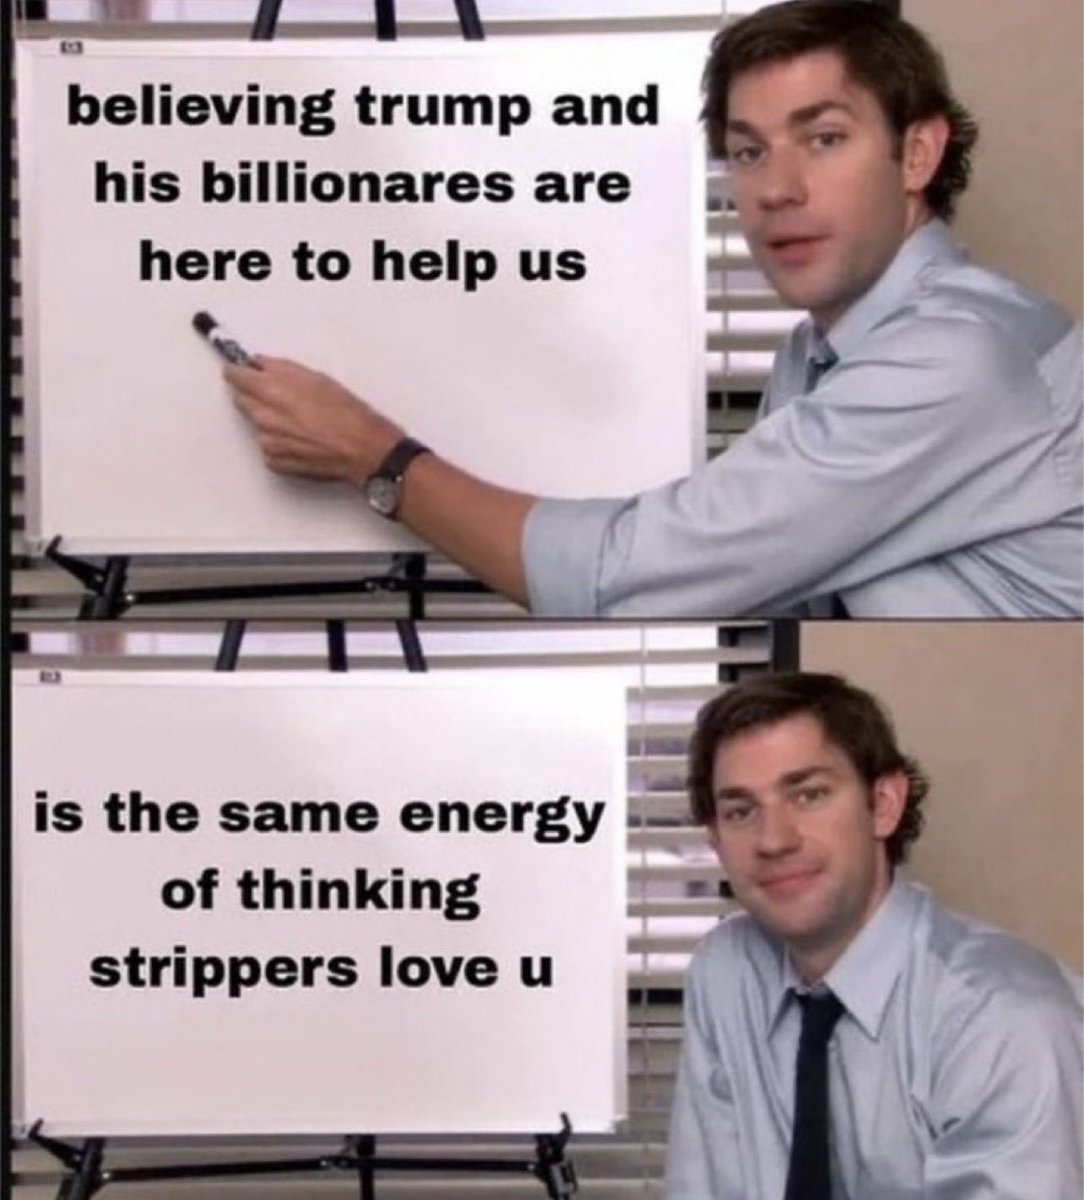 believing trump and
his billionares are
here to help us
is the same energy
of thinking
strippers love u